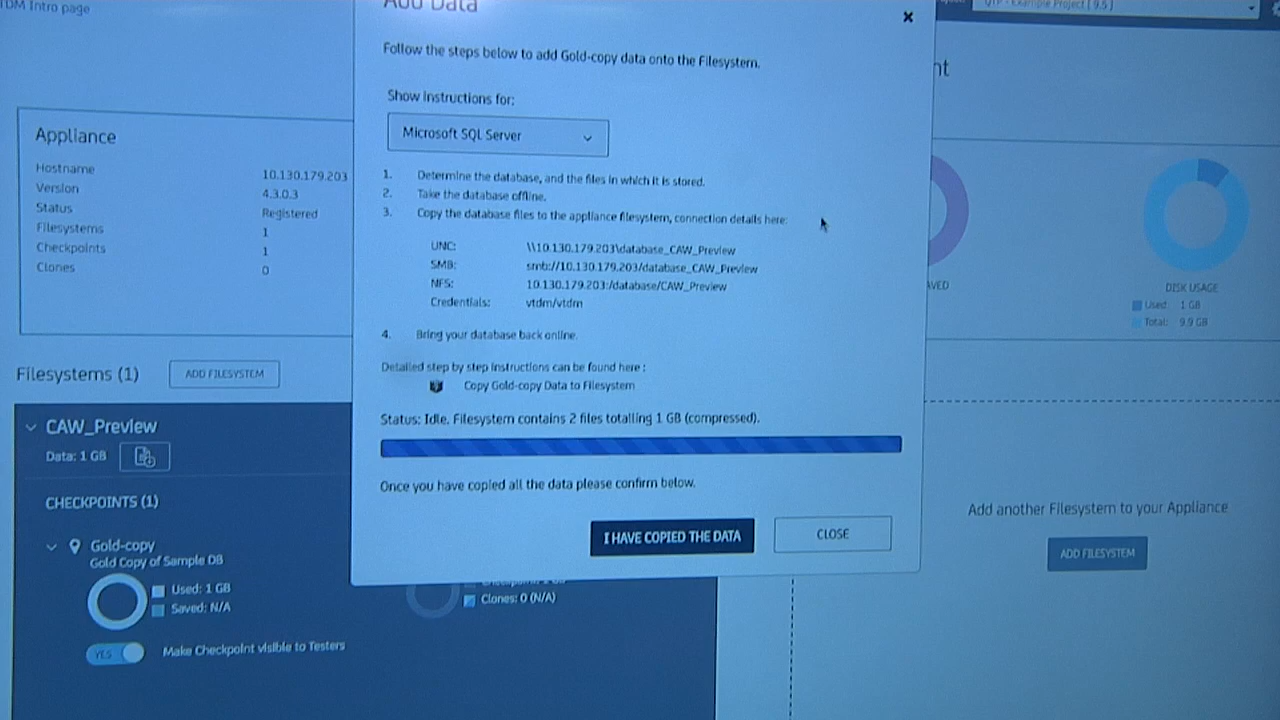 TDM Intro page
Add Data
QTP - Example Project [ 9.5 ]
Follow the steps below to add Gold-copy data onto the Filesystem.
nt
Show instructions for:
Microsoft SQL Server
Appliance
Hostname 10.130.179.203
Version 4.3.0.3
Status Registered
Filesystems 1
Checkpoints 1
Clones 0
1. Determine the database, and the files in which it is stored.
2. Take the database offline.
3. Copy the database files to the appliance filesystem, connection details here:
UNC: \\10.130.179.203\database_CAW_Preview
SMB: smb://10.130.179.203/database_CAW_Preview
NFS: 10.130.179.203:/database/CAW_Preview
Credentials: vtdm/vtdm
4. Bring your database back online.
Detailed step by step instructions can be found here :
Copy Gold-copy Data to Filesystem
Status: Idle. Filesystem contains 2 files totalling 1 GB (compressed).
Once you have copied all the data please confirm below.
I HAVE COPIED THE DATA
CLOSE
AVED
DISK USAGE
Used: 1 GB
Total: 9.9 GB
Filesystems (1)
ADD FILESYSTEM
CAW_Preview
Data: 1 GB
CHECKPOINTS (1)
Gold-copy
Gold Copy of Sample DB
Used: 1 GB
Saved: N/A
Clones: 0 (N/A)
YES
Make Checkpoint visible to Testers
Add another Filesystem to your Appliance
ADD FILESYSTEM